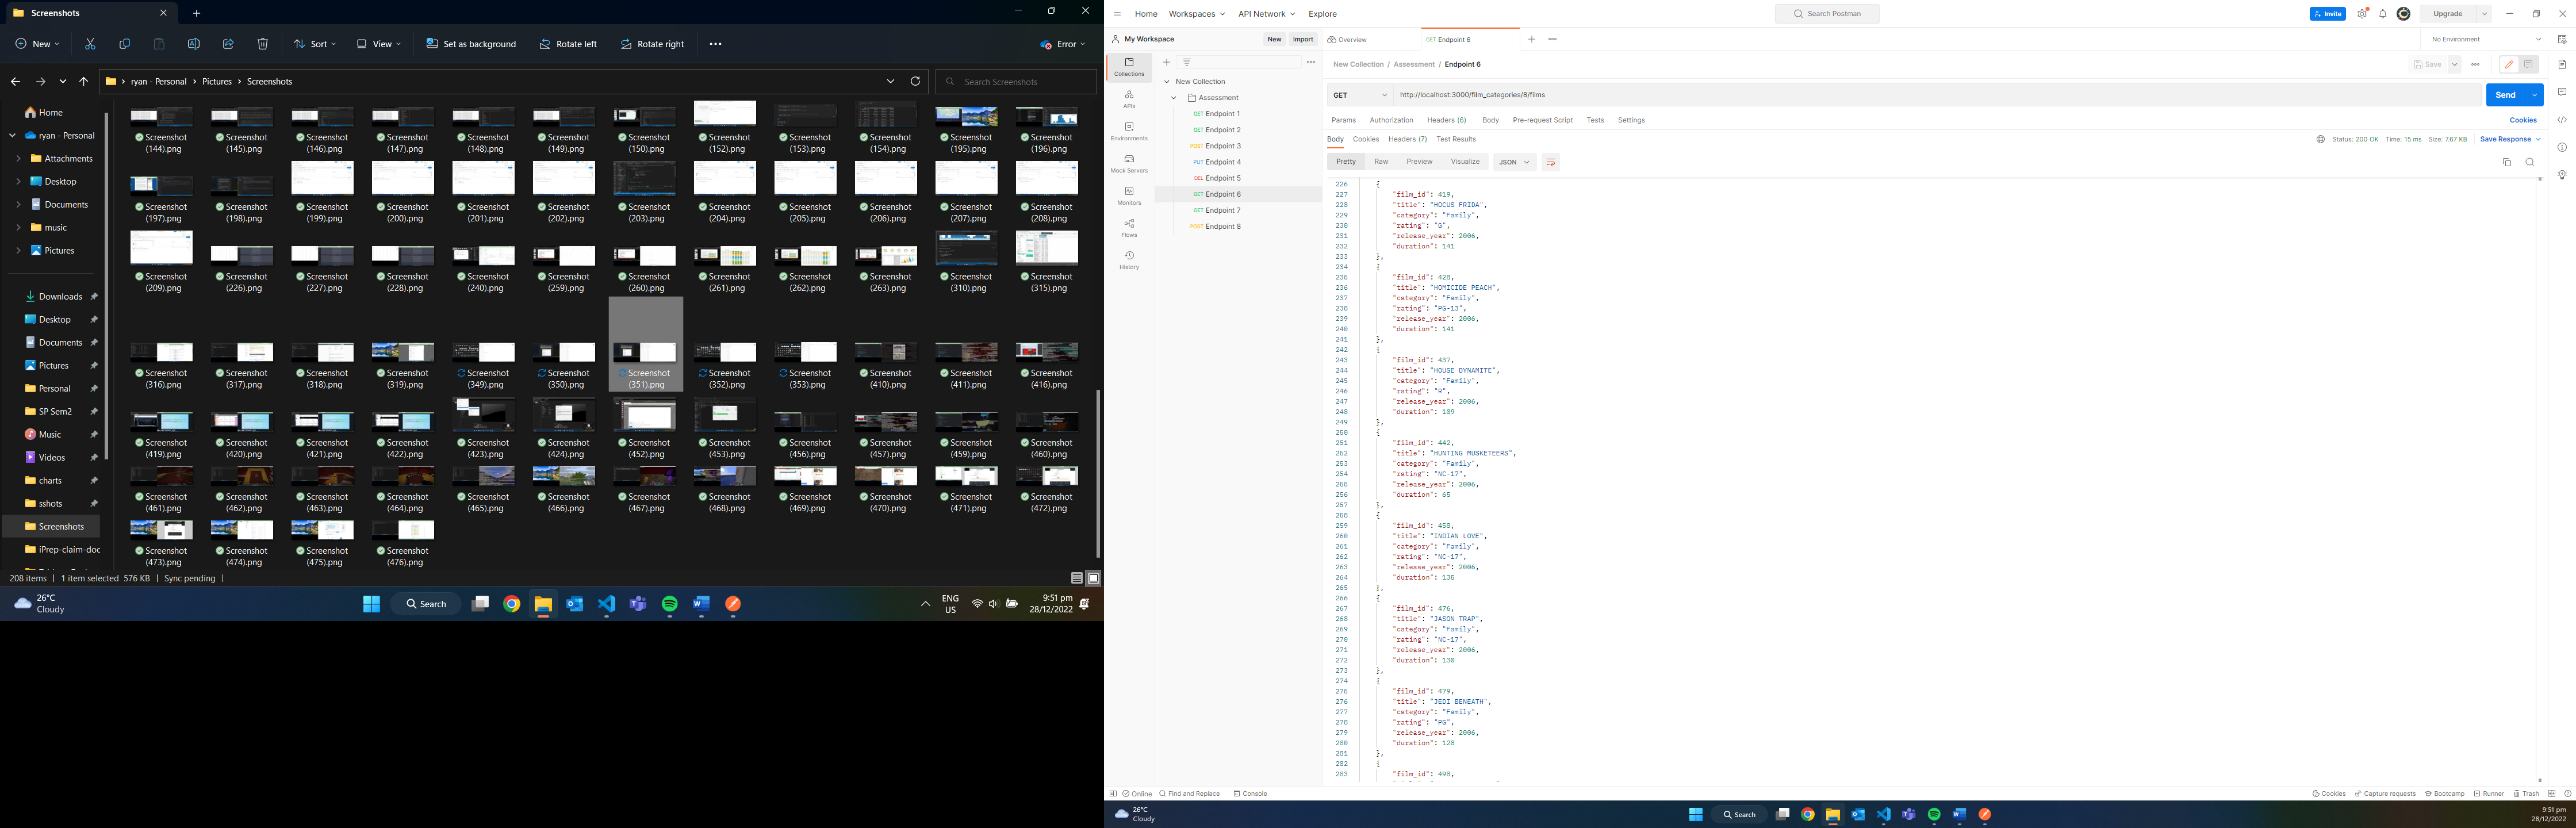 Screenshots
New
Sort
View
Set as background
Rotate left
Rotate right
Error
ryan - Personal > Pictures > Screenshots
Search Screenshots
Home
ryan - Personal
Attachments
Desktop
Documents
music
Pictures
Downloads
Desktop
Documents
Pictures
Personal
SP Sem2
Music
Videos
charts
sshots
Screenshots
iPrep-claim-doc
Screenshot (144).png
Screenshot (145).png
Screenshot (146).png
Screenshot (147).png
Screenshot (148).png
Screenshot (149).png
Screenshot (150).png
Screenshot (152).png
Screenshot (153).png
Screenshot (154).png
Screenshot (195).png
Screenshot (196).png
Screenshot (197).png
Screenshot (198).png
Screenshot (199).png
Screenshot (200).png
Screenshot (201).png
Screenshot (202).png
Screenshot (203).png
Screenshot (204).png
Screenshot (205).png
Screenshot (206).png
Screenshot (207).png
Screenshot (208).png
Screenshot (209).png
Screenshot (226).png
Screenshot (227).png
Screenshot (228).png
Screenshot (240).png
Screenshot (259).png
Screenshot (260).png
Screenshot (261).png
Screenshot (262).png
Screenshot (263).png
Screenshot (310).png
Screenshot (315).png
Screenshot (316).png
Screenshot (317).png
Screenshot (318).png
Screenshot (319).png
Screenshot (349).png
Screenshot (350).png
Screenshot (351).png
Screenshot (352).png
Screenshot (353).png
Screenshot (410).png
Screenshot (411).png
Screenshot (416).png
Screenshot (419).png
Screenshot (420).png
Screenshot (421).png
Screenshot (422).png
Screenshot (423).png
Screenshot (424).png
Screenshot (452).png
Screenshot (453).png
Screenshot (456).png
Screenshot (457).png
Screenshot (459).png
Screenshot (460).png
Screenshot (461).png
Screenshot (462).png
Screenshot (463).png
Screenshot (464).png
Screenshot (465).png
Screenshot (466).png
Screenshot (467).png
Screenshot (468).png
Screenshot (469).png
Screenshot (470).png
Screenshot (471).png
Screenshot (472).png
Screenshot (473).png
Screenshot (474).png
Screenshot (475).png
Screenshot (476).png
208 items | 1 item selected 576 KB | Sync pending |
26°C
Cloudy
Search
ENG
US
9:51 pm
28/12/2022
Home Workspaces API Network Explore
Search Postman
Invite
Upgrade
My Workspace
New Import
Overview
GET Endpoint 6
No Environment
Collections
APIs
Environments
Mock Servers
Monitors
Flows
History
New Collection
Assessment
GET Endpoint 1
GET Endpoint 2
POST Endpoint 3
PUT Endpoint 4
DEL Endpoint 5
GET Endpoint 6
GET Endpoint 7
POST Endpoint 8
New Collection / Assessment / Endpoint 6
Save
GET
http://localhost:3000/film_categories/8/films
Send
Params Authorization Headers (6) Body Pre-request Script Tests Settings
Cookies
Body Cookies Headers (7) Test Results
Status: 200 OK Time: 15 ms Size: 7.67 KB Save Response
Pretty Raw Preview Visualize JSON
226 {
227 "film_id": 419,
228 "title": "HOCUS FRIDA",
229 "category": "Family",
230 "rating": "G",
231 "release_year": 2006,
232 "duration": 141
233 },
234 {
235 "film_id": 428,
236 "title": "HOMICIDE PEACH",
237 "category": "Family",
238 "rating": "PG-13",
239 "release_year": 2006,
240 "duration": 141
241 },
242 {
243 "film_id": 437,
244 "title": "HOUSE DYNAMITE",
245 "category": "Family",
246 "rating": "R",
247 "release_year": 2006,
248 "duration": 109
249 },
250 {
251 "film_id": 442,
252 "title": "HUNTING MUSKETEERS",
253 "category": "Family",
254 "rating": "NC-17",
255 "release_year": 2006,
256 "duration": 65
257 },
258 {
259 "film_id": 458,
260 "title": "INDIAN LOVE",
261 "category": "Family",
262 "rating": "NC-17",
263 "release_year": 2006,
264 "duration": 135
265 },
266 {
267 "film_id": 476,
268 "title": "JASON TRAP",
269 "category": "Family",
270 "rating": "NC-17",
271 "release_year": 2006,
272 "duration": 130
273 },
274 {
275 "film_id": 479,
276 "title": "JEDI BENEATH",
277 "category": "Family",
278 "rating": "PG",
279 "release_year": 2006,
280 "duration": 128
281 },
282 {
283 "film_id": 498,
Online Find and Replace Console
Cookies Capture requests Bootcamp Runner Trash
26°C
Cloudy
Search
9:51 pm
28/12/2022